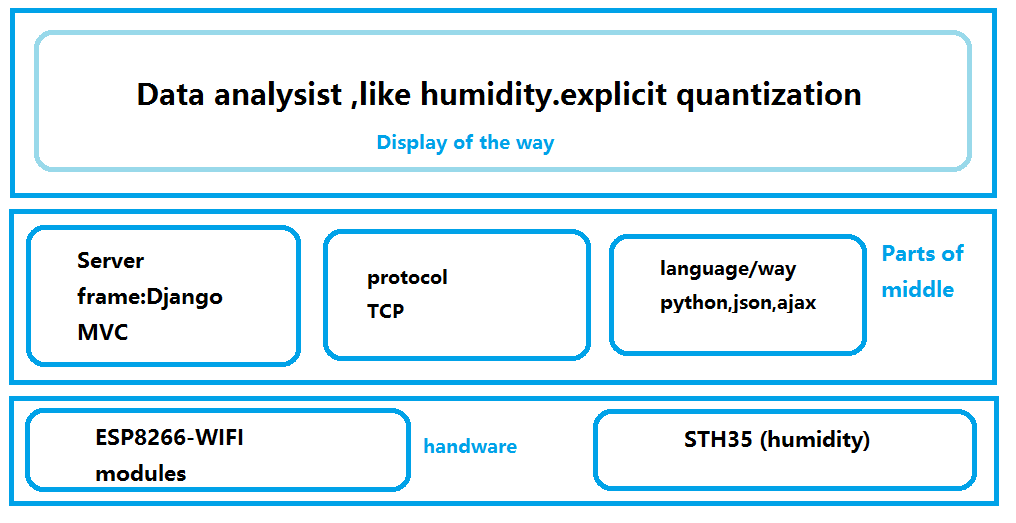 Data analysist ,like humidity.explicit quantization
Display of the way
Server
frame:Django
MVC
protocol
TCP
language/way
python,json,ajax
Parts of
middle
ESP8266-WIFI
modules
handware
STH35 (humidity)